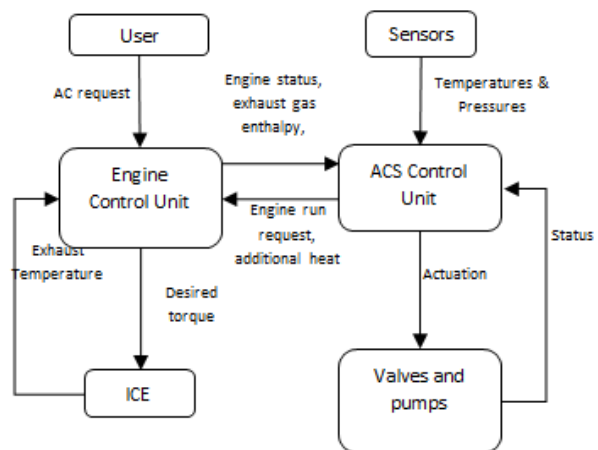 User
Sensors
AC request
Engine status,
exhaust gas
enthalpy,
Temperatures &
Pressures
Engine
Control Unit
ACS Control
Unit
Engine run
request,
additional heat
Exhaust
Temperature
Status
Desired
torque
Actuation
ICE
Valves and
pumps